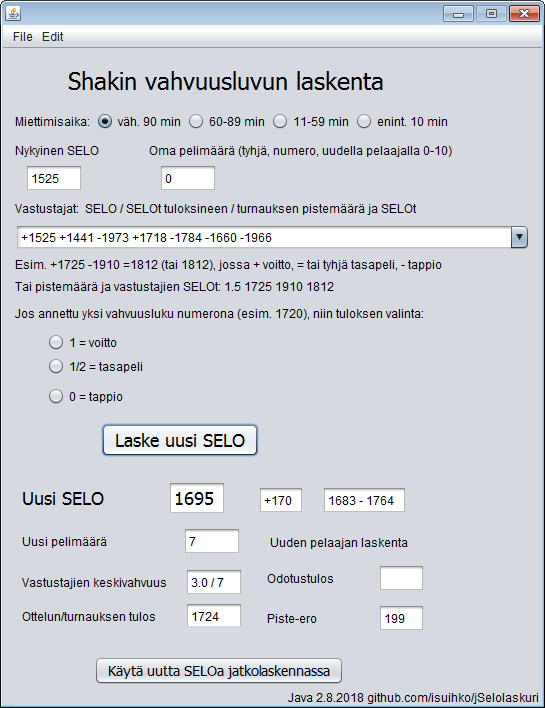 File Edit
Shakin vahvuusluvun laskenta
Miettimisaika: väh. 90 min 60-89 min 11-59 min enint. 10 min
Nykyinen SELO Oma pelimäärä (tyhjä, numero, uudella pelaajalla 0-10)
1525 0
Vastustajat: SELO / SELOt tuloksineen / turnauksen pistemäärä ja SELOt
+1525 +1441 -1973 +1718 -1784 -1660 -1966
Esim. +1725 -1910 =1812 (tai 1812), jossa + voitto, = tai tyhjä tasapeli, - tappio
Tai pistemäärä ja vastustajien SELOt: 1.5 1725 1910 1812
Jos annettu yksi vahvuusluku numerona (esim. 1720), niin tuloksen valinta:
1 = voitto
1/2 = tasapeli
0 = tappio
Laske uusi SELO
Uusi SELO 1695 +170 1683 - 1764
Uusi pelimäärä 7 Uuden pelaajan laskenta
Vastustajien keskivahvuus 3.0 / 7 Odotustulos
Ottelun/turnauksen tulos 1724 Piste-ero 199
Käytä uutta SELOa jatkolaskennassa
Java 2.8.2018 github.com/isuihko/jSelolaskuri